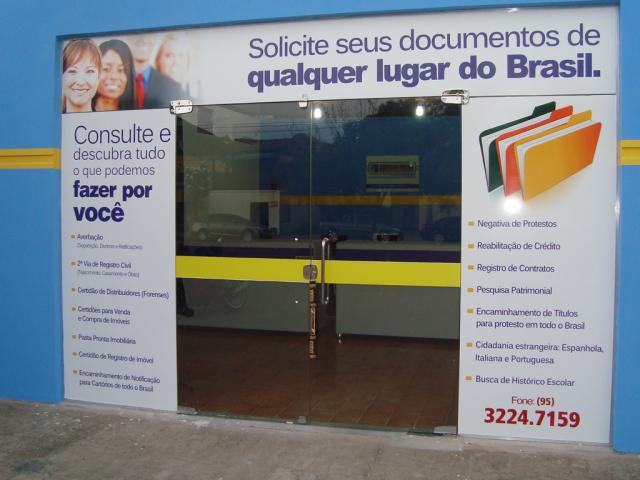 Solicite seus documentos de
qualquer lugar do Brasil.
Consulte e
descubra tudo
o que podemos
fazer por
você
Averbação
(Separação, Divórcio e Retificações)
2ª Via de Registro Civil
(Nascimento, Casamento e Óbito)
Certidão de Distribuidores (Forenses)
Certidões para Venda
e Compra de Imóveis
Pasta Pronta Imobiliária
Certidão de Registro de Imóvel
Encaminhamento de Notificação
para Cartórios de todo o Brasil
Negativa de Protestos
Reabilitação de Crédito
Registro de Contratos
Pesquisa Patrimonial
Encaminhamento de Títulos
para protesto em todo o Brasil
Cidadania estrangeira: Espanhola,
Italiana e Portuguesa
Busca de Histórico Escolar
Fone: (95)
3224.7159